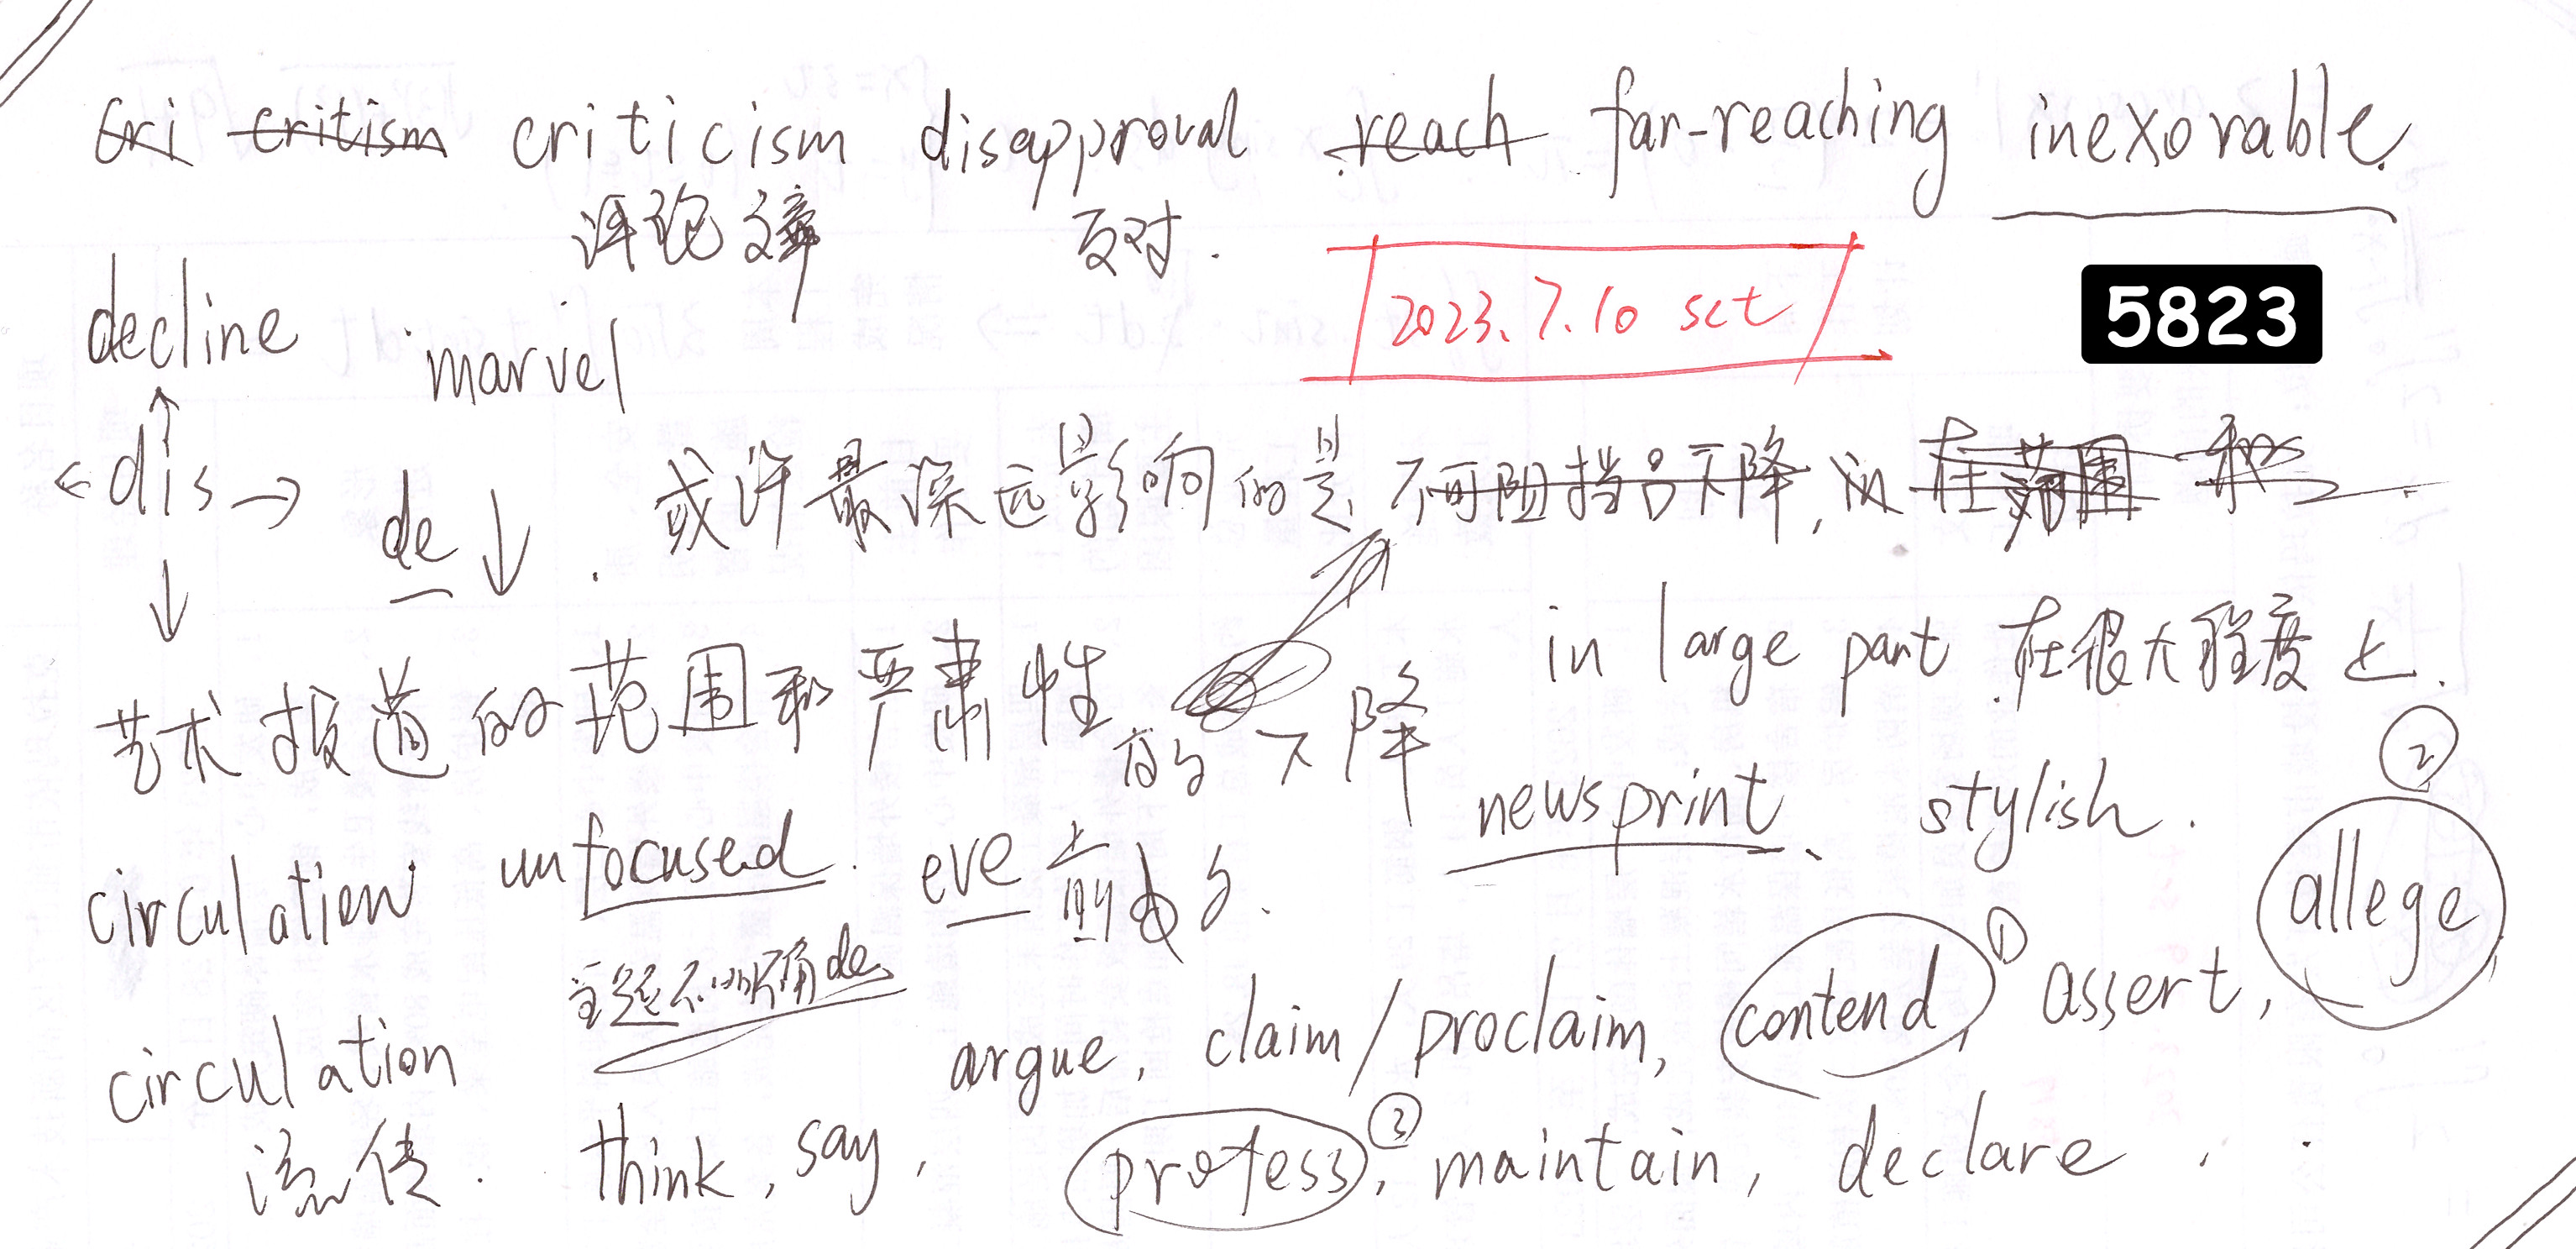 Cri critism criticism disapproval reach far-reaching inexorable.
评论文章 反对.
2023.7.10 sct
5823
decline marvel
dis de 或许最深远影响的是 不可阻挡的下降, 在范围 和
in large part 在很大程度上.
艺术报道的范围和严肃性的下降
newsprint. stylish. ②
circulation unfocused. eve 前夕.
主题不明确de
argue, claim/proclaim, contend, ① assert, allege
circulation
流传. think, say, profess, ③ maintain, declare